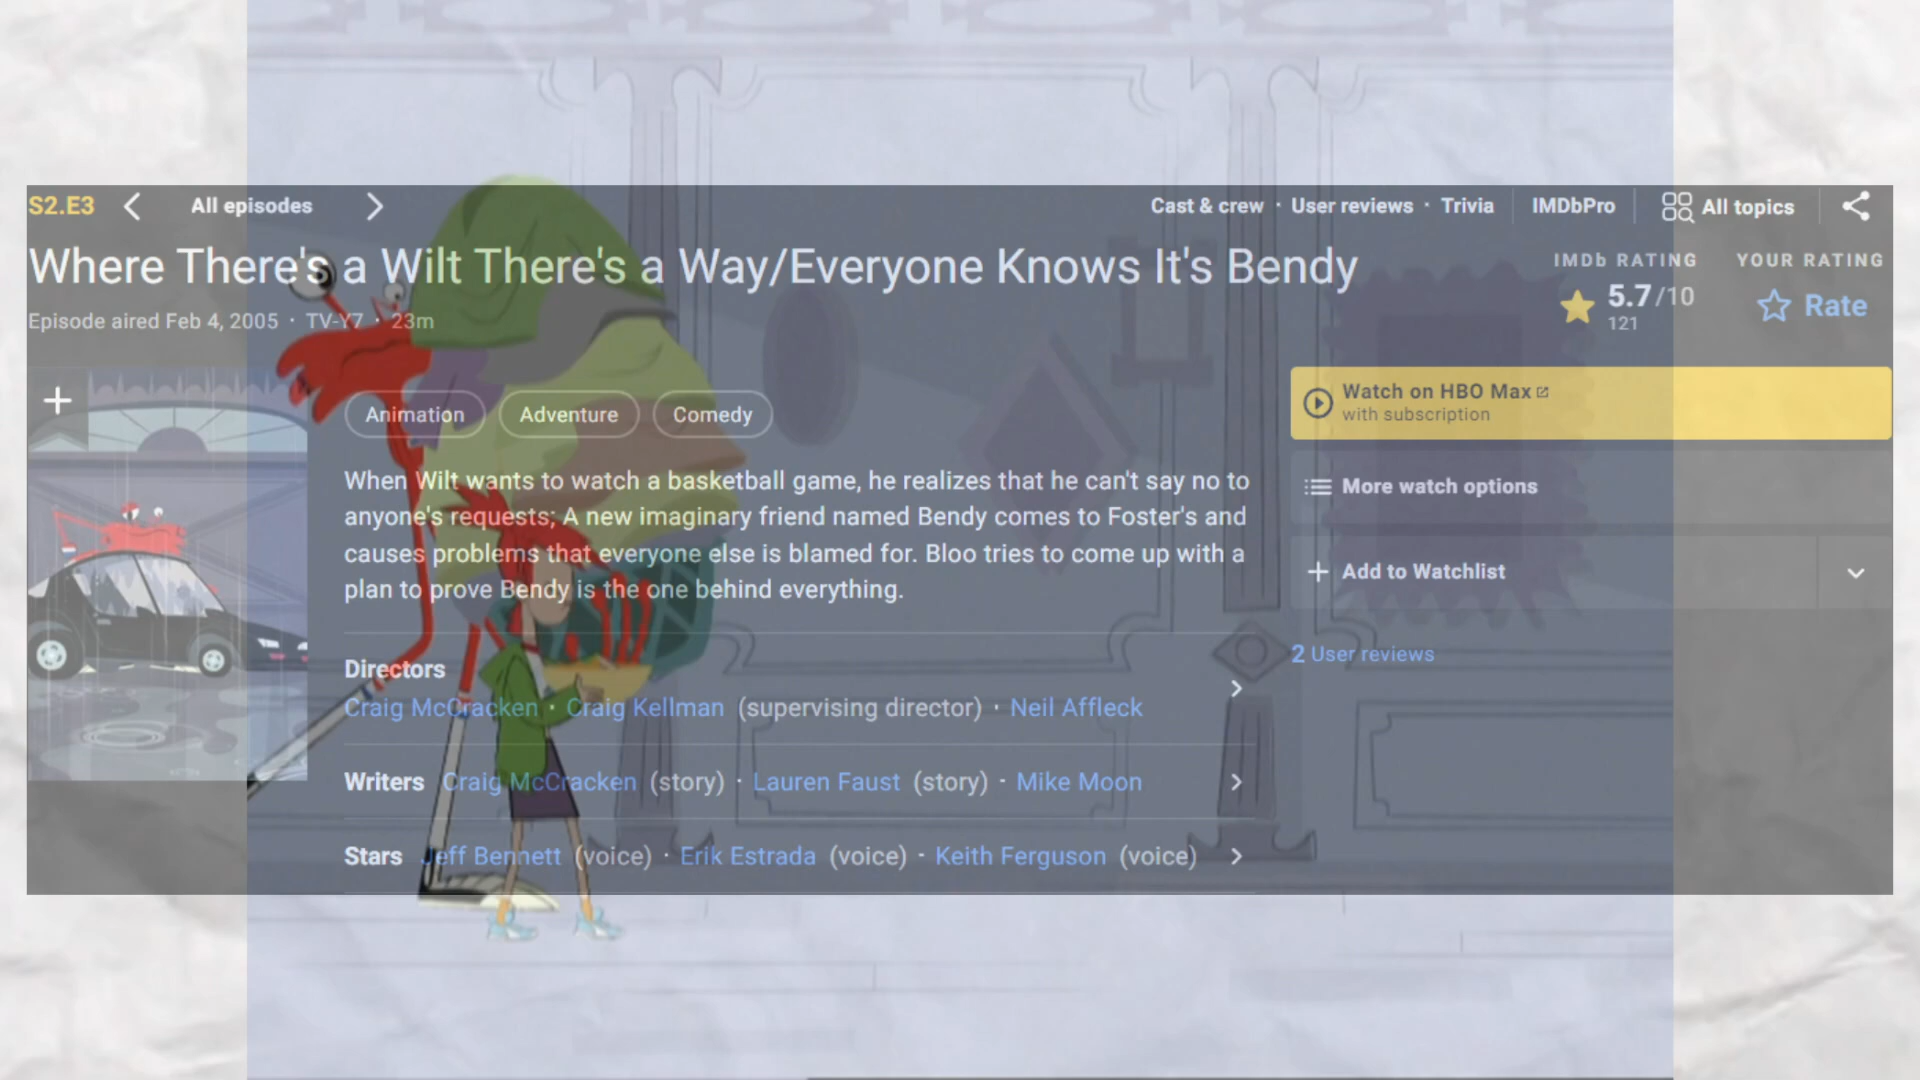 S2.E3 All episodes Cast & crew · User reviews · Trivia IMDbPro All topics
Where There's a Wilt There's a Way/Everyone Knows It's Bendy
IMDb RATING YOUR RATING
5.7/10 Rate
121
Episode aired Feb 4, 2005 · TV-Y7 · 23m
Animation Adventure Comedy
When Wilt wants to watch a basketball game, he realizes that he can't say no to
anyone's requests; A new imaginary friend named Bendy comes to Foster's and
causes problems that everyone else is blamed for. Bloo tries to come up with a
plan to prove Bendy is the one behind everything.
Directors
Craig McCracken · Craig Kellman (supervising director) · Neil Affleck
Writers Craig McCracken (story) · Lauren Faust (story) · Mike Moon
Stars Jeff Bennett (voice) · Erik Estrada (voice) · Keith Ferguson (voice)
Watch on HBO Max
with subscription
More watch options
Add to Watchlist
2 User reviews